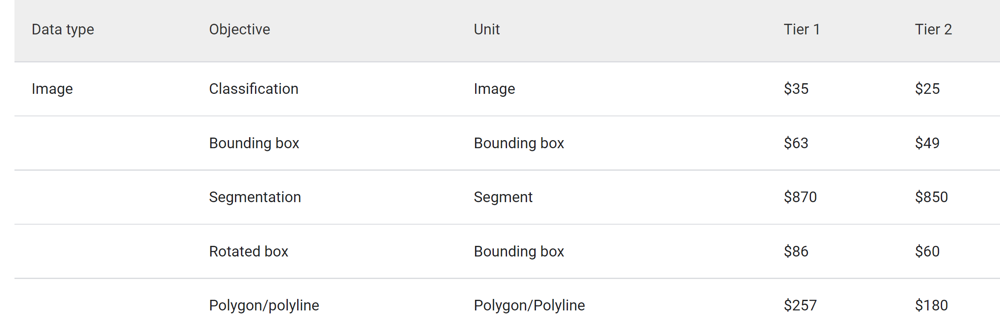 Data type Objective Unit Tier 1 Tier 2
Image Classification Image $35 $25
Bounding box Bounding box $63 $49
Segmentation Segment $870 $850
Rotated box Bounding box $86 $60
Polygon/polyline Polygon/Polyline $257 $180